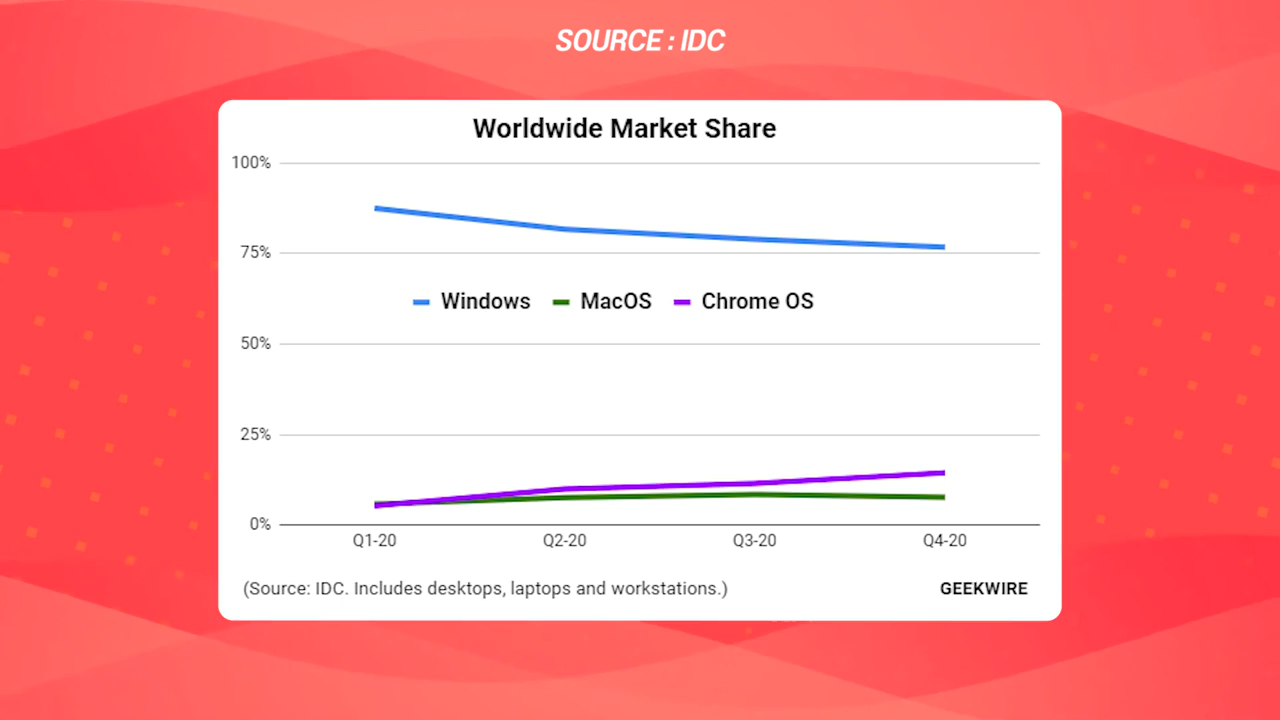 SOURCE : IDC
Worldwide Market Share
100%
75%
Windows MacOS Chrome OS
50%
25%
0%
Q1-20 Q2-20 Q3-20 Q4-20
(Source: IDC. Includes desktops, laptops and workstations.) GEEKWIRE